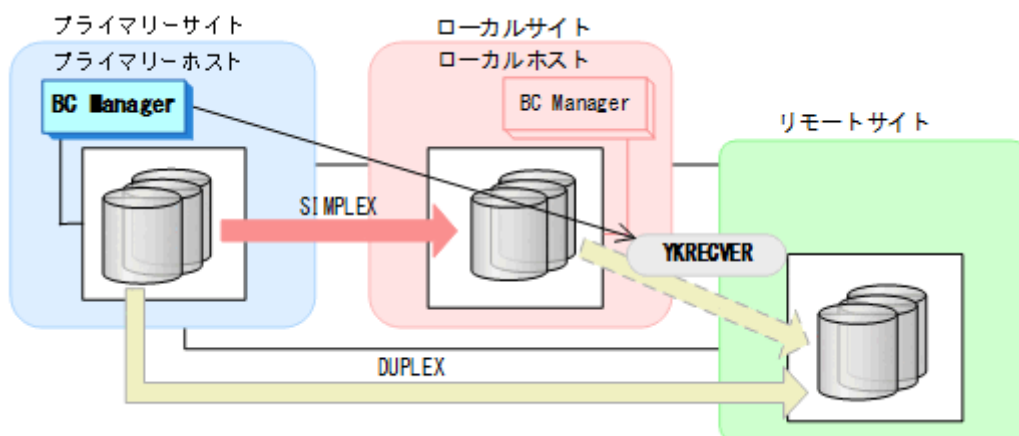 プライマリーサイト
プライマリーホスト
BC Manager
ローカルサイト
ローカルホスト
BC Manager
リモートサイト
SIMPLEX
YKRECVER
DUPLEX